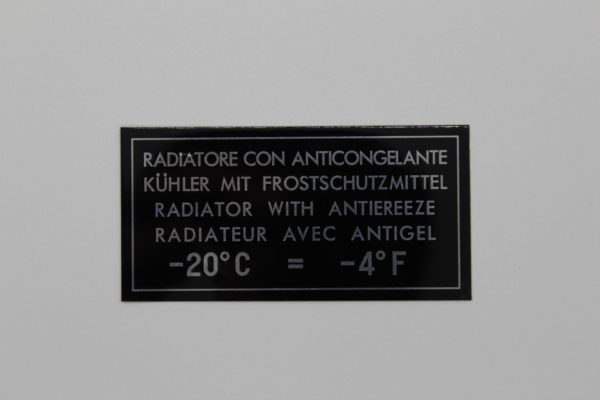 RADIATORE CON ANTICONGELANTE
KÜHLER MIT FROSTSCHUTZMITTEL
RADIATOR WITH ANTIEREEZE
RADIATEUR AVEC ANTIGEL
-20°C = -4°F